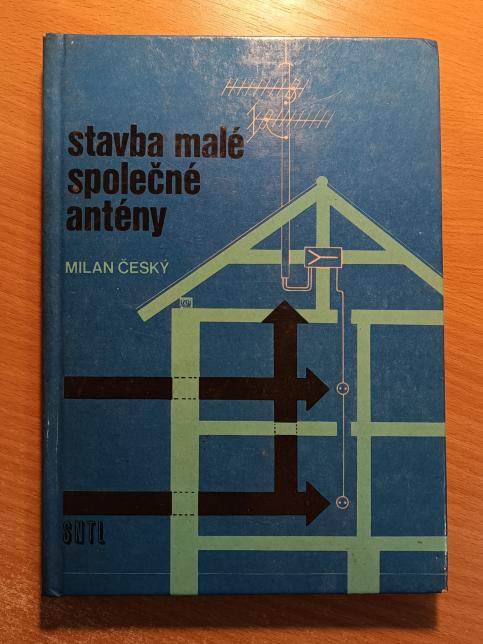 stavba malé
společné
antény
MILAN ČESKÝ
SNTL